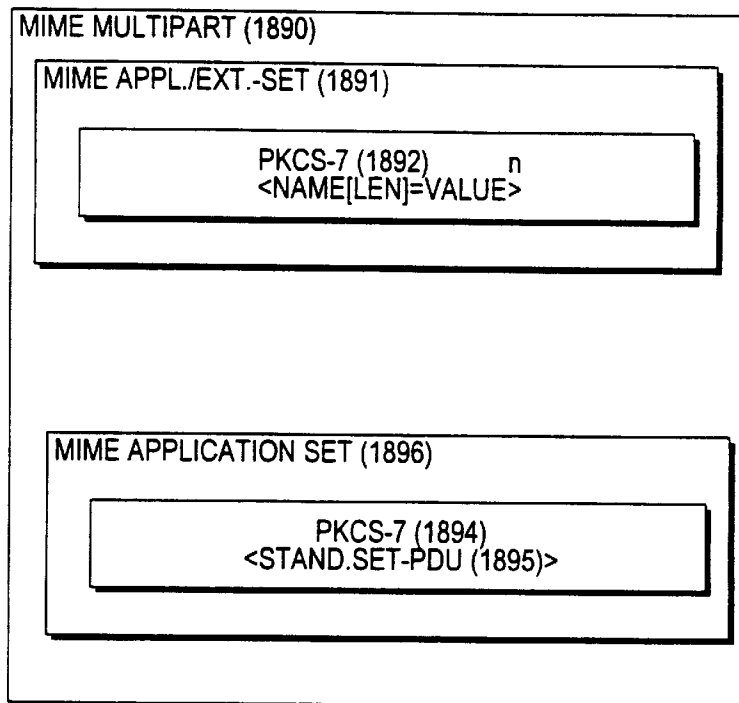 MIME MULTIPART (1890)
MIME APPL./EXT.-SET (1891)
PKCS-7 (1892) n
<NAME[LEN]=VALUE>
MIME APPLICATION SET (1896)
PKCS-7 (1894)
<STAND.SET-PDU (1895)>